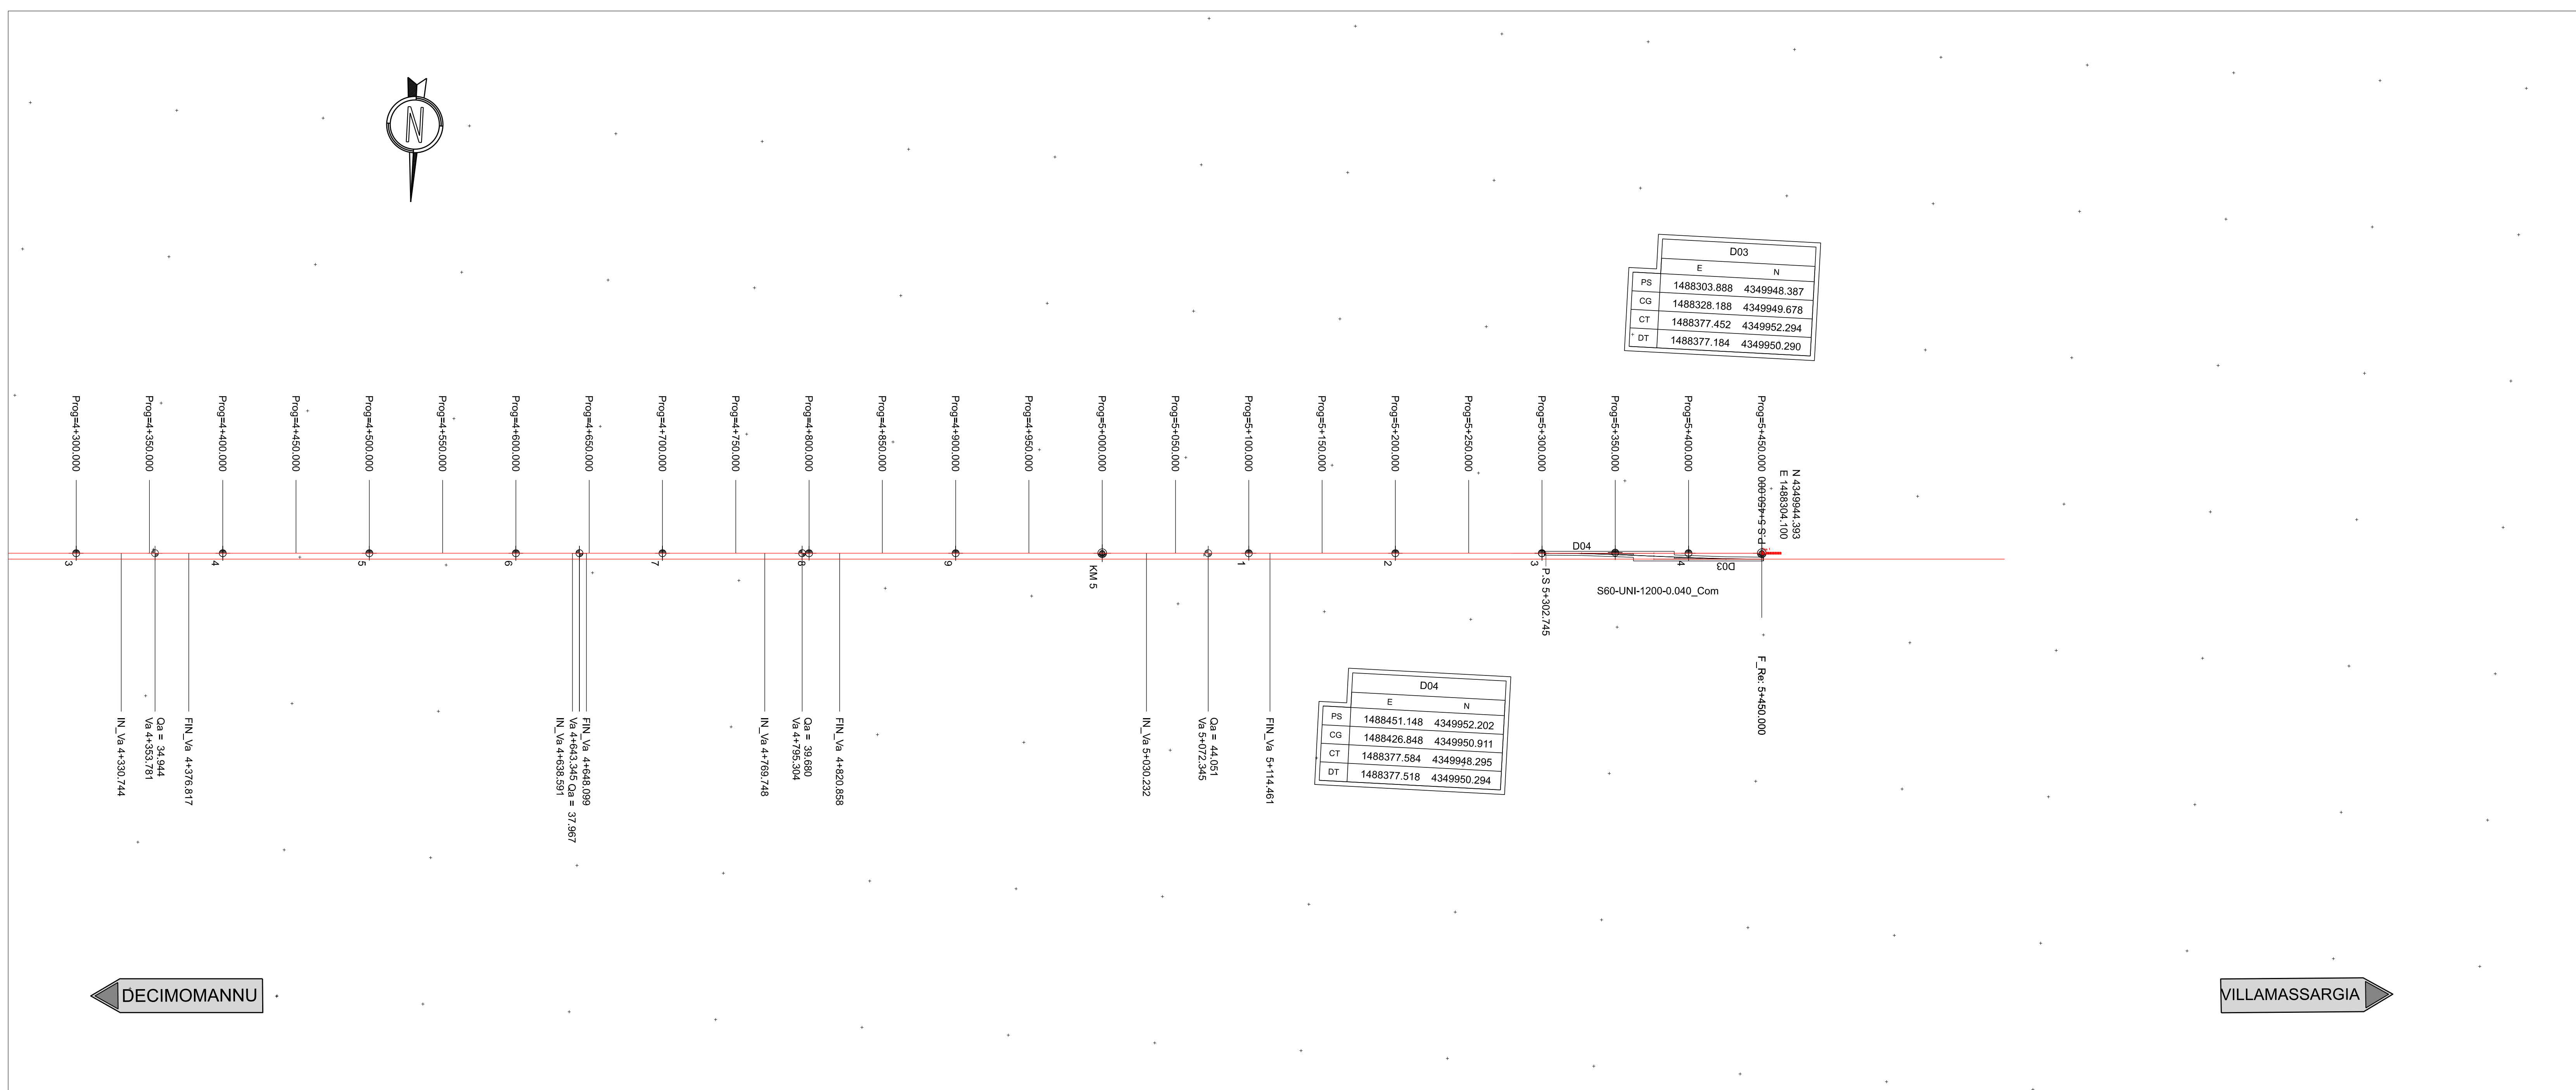 N
D03
E N
PS 1488303.888 4349948.387
CG 1488328.188 4349949.678
CT 1488377.452 4349952.294
DT 1488377.184 4349950.290
Prog=4+300.000
Prog=4+350.000
Prog=4+400.000
Prog=4+450.000
Prog=4+500.000
Prog=4+550.000
Prog=4+600.000
Prog=4+650.000
Prog=4+700.000
Prog=4+750.000
Prog=4+800.000
Prog=4+850.000
Prog=4+900.000
Prog=4+950.000
Prog=5+000.000
Prog=5+050.000
Prog=5+100.000
Prog=5+150.000
Prog=5+200.000
Prog=5+250.000
Prog=5+300.000
Prog=5+350.000
Prog=5+400.000
Prog=5+450.000
P.S 5+450.000
N 4349944.393
E 1488304.100
3
4
5
6
7
8
9
KM 5
1
2
3
4
D04
D03
P.S 5+302.745
S60-UNI-1200-0.040_Com
F_Re: 5+450.000
IN_Va 4+330.744
Qa = 34.944
Va 4+353.781
FIN_Va 4+376.817
IN_Va 4+638.591
Va 4+643.345 Qa = 37.967
FIN_Va 4+648.099
IN_Va 4+769.748
Qa = 39.680
Va 4+795.304
FIN_Va 4+820.858
IN_Va 5+030.232
Qa = 44.051
Va 5+072.345
FIN_Va 5+114.461
D04
E N
PS 1488451.148 4349952.202
CG 1488426.848 4349950.911
CT 1488377.584 4349948.295
DT 1488377.518 4349950.294
DECIMOMANNU
VILLAMASSARGIA